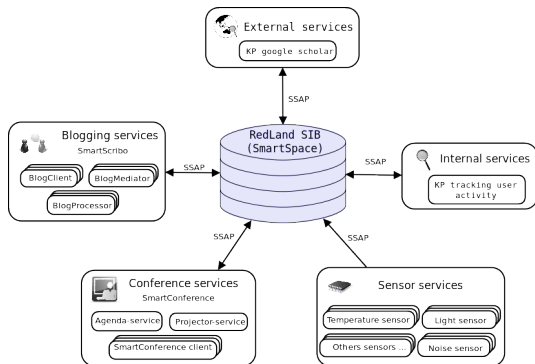 External services
KP google scholar
SSAP
RedLand SIB
(SmartSpace)
Blogging services
SmartScribo
BlogClient
BlogMediator
BlogProcessor
SSAP
SSAP
Internal services
KP tracking user
activity
SSAP
SSAP
Conference services
SmartConference
Agenda-service
Projector-service
SmartConference client
Sensor services
Temperature sensor
Light sensor
Others sensors ...
Noise sensor